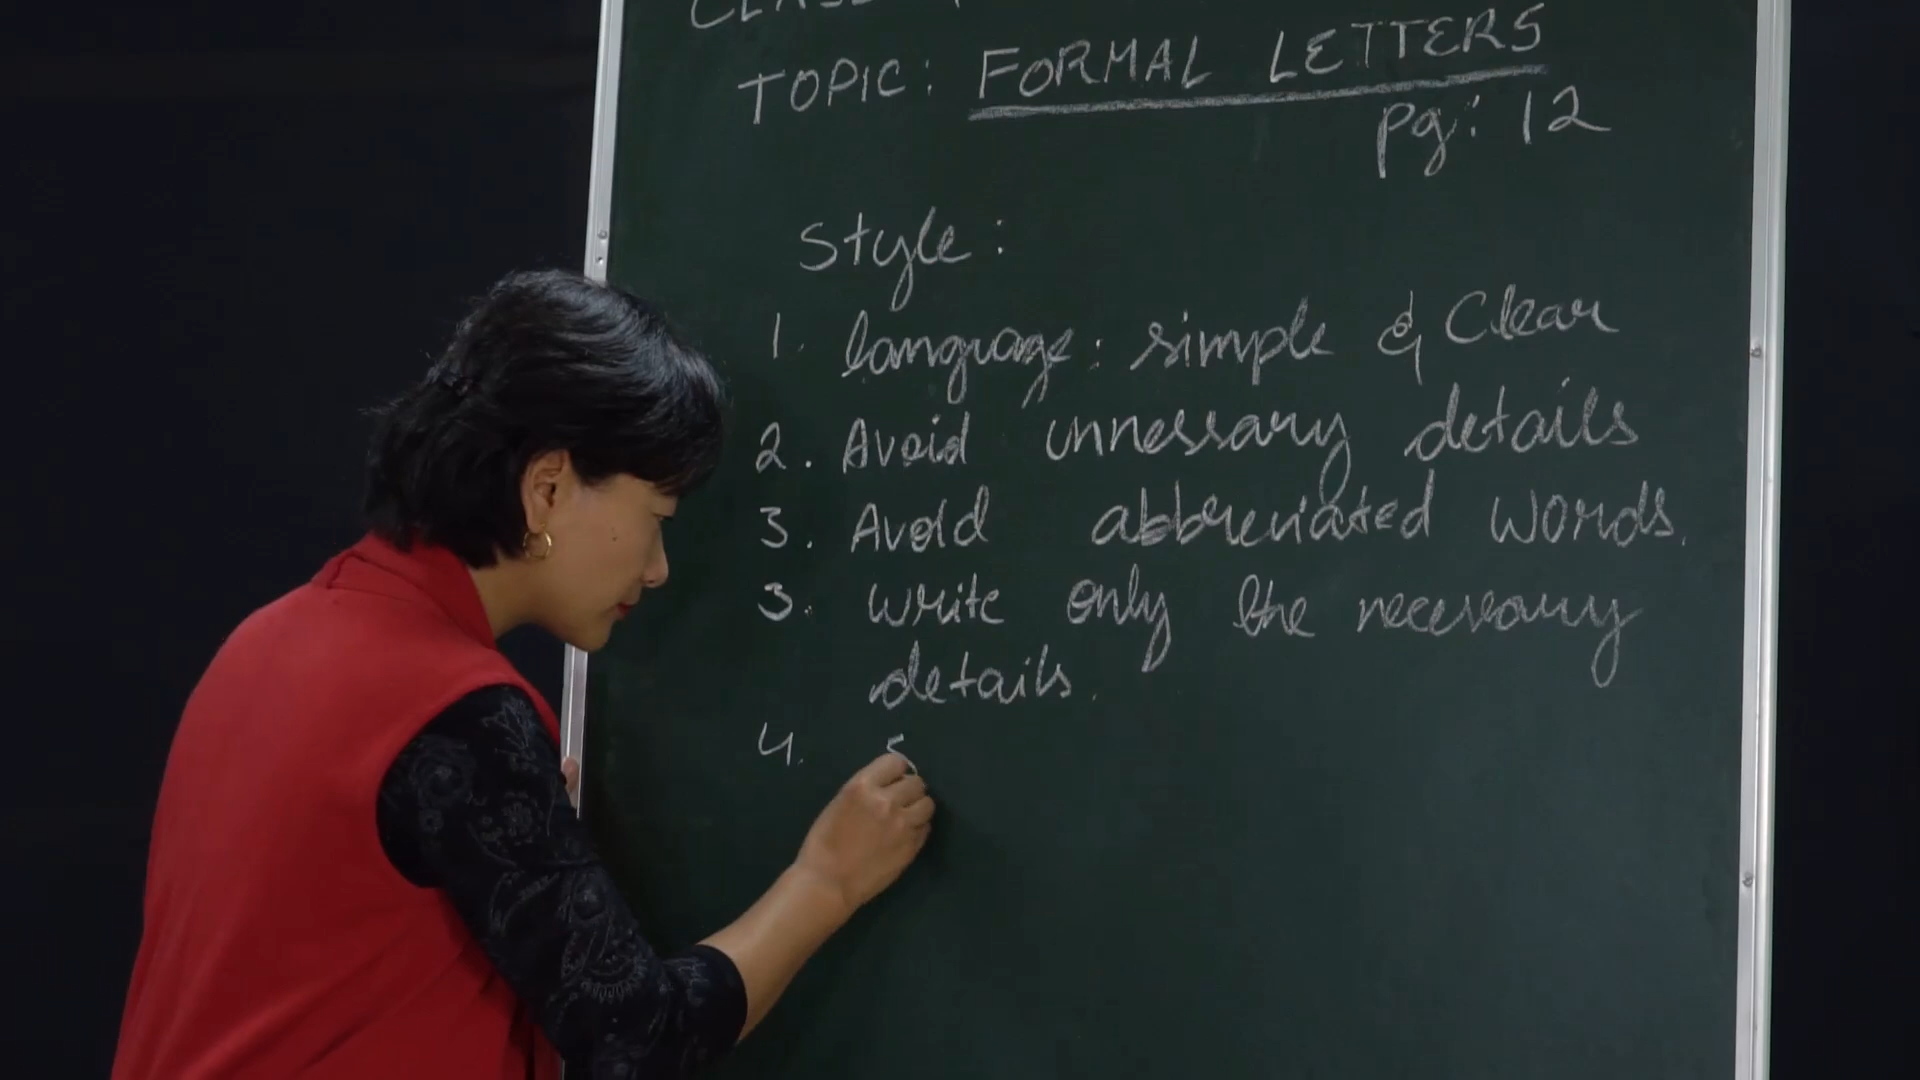 TOPIC: FORMAL LETTERS
pg: 12
Style:
1. language: simple & Clear
2. Avoid unnessary details
3. Avoid abbreviated words.
3. write only the necessary
details.
4. S